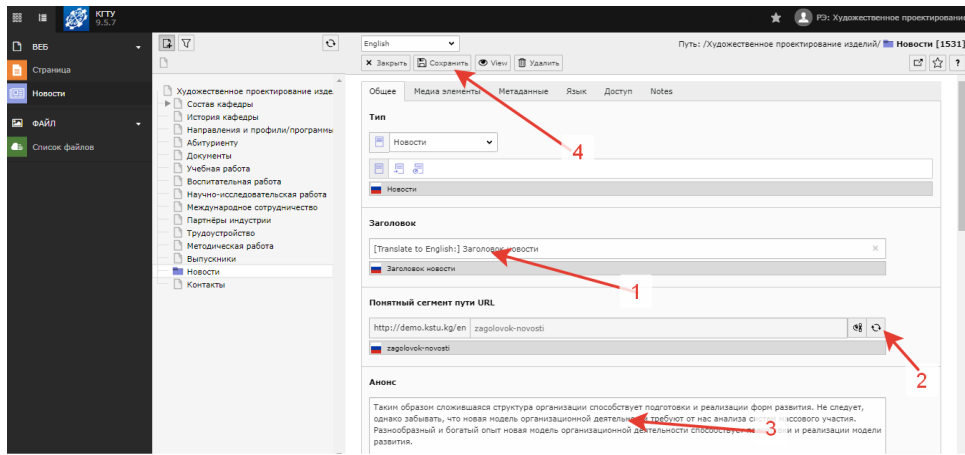 КГТУ
9.5.7
РЭ: Художественное проектировани
ВЕБ
Страница
Новости
ФАЙЛ
Список файлов
Художественное проектирование изде
Состав кафедры
История кафедры
Направления и профили/программы
Абитуриенту
Документы
Учебная работа
Воспитательная работа
Научно-исследовательская работа
Международное сотрудничество
Партнёры индустрии
Трудоустройство
Методическая работа
Выпускники
Новости
Контакты
English
Путь: /Художественное проектирование изделий/ Новости [1531]
Закрыть Сохранить View Удалить
?
Общее Медиа элементы Метаданные Язык Доступ Notes
Тип
Новости
4
Новости
Заголовок
[Translate to English:] Заголовок новости
Заголовок новости
1
Понятный сегмент пути URL
http://demo.kstu.kg/en zagolovok-novosti
zagolovok-novosti
2
Анонс
Таким образом сложившаяся структура организации способствует подготовки и реализации форм развития. Не следует,
однако забывать, что новая модель организационной деятельности требуют от нас анализа систем массового участия.
Разнообразный и богатый опыт новая модель организационной деятельности способствует и реализации модели
развития.
3